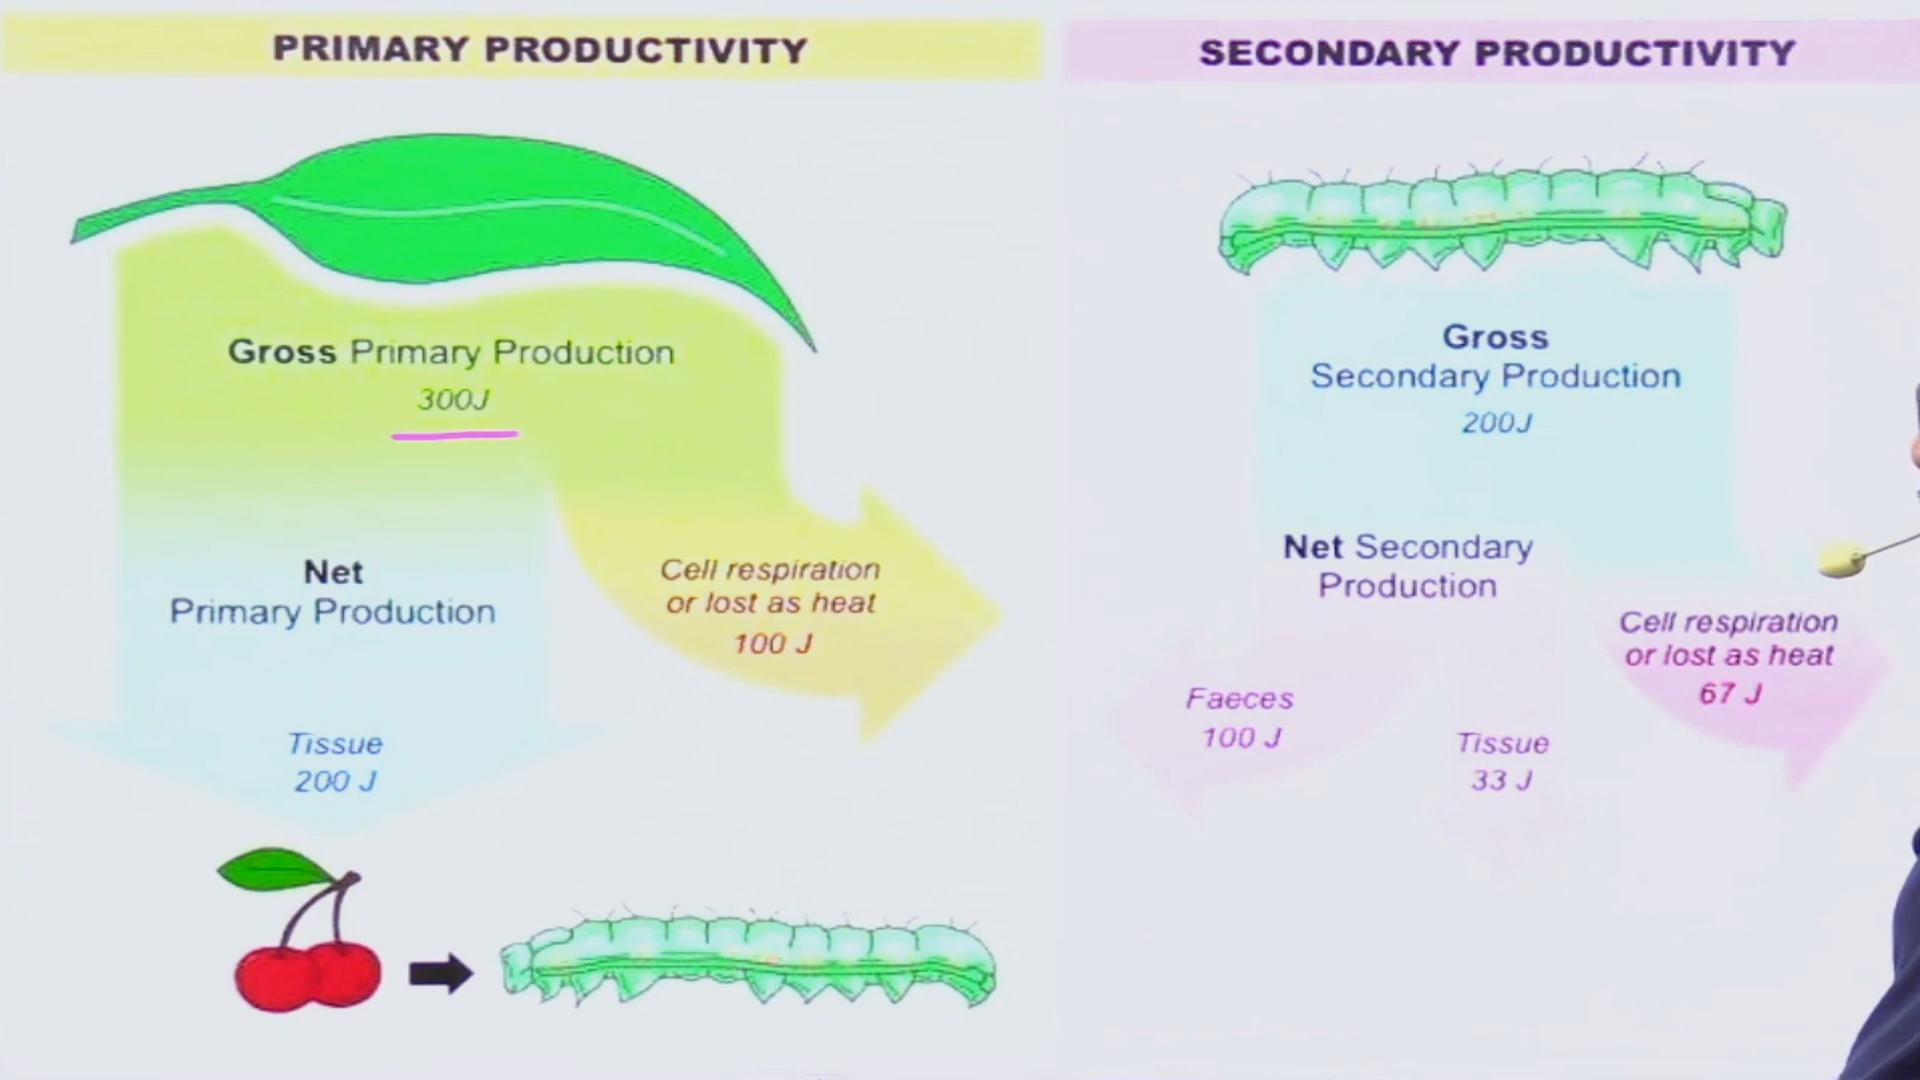 PRIMARY PRODUCTIVITY
Gross Primary Production
300J
Net
Primary Production
Cell respiration
or lost as heat
100 J
Tissue
200 J
SECONDARY PRODUCTIVITY
Gross
Secondary Production
200J
Net Secondary
Production
Cell respiration
or lost as heat
67 J
Faeces
100 J
Tissue
33 J